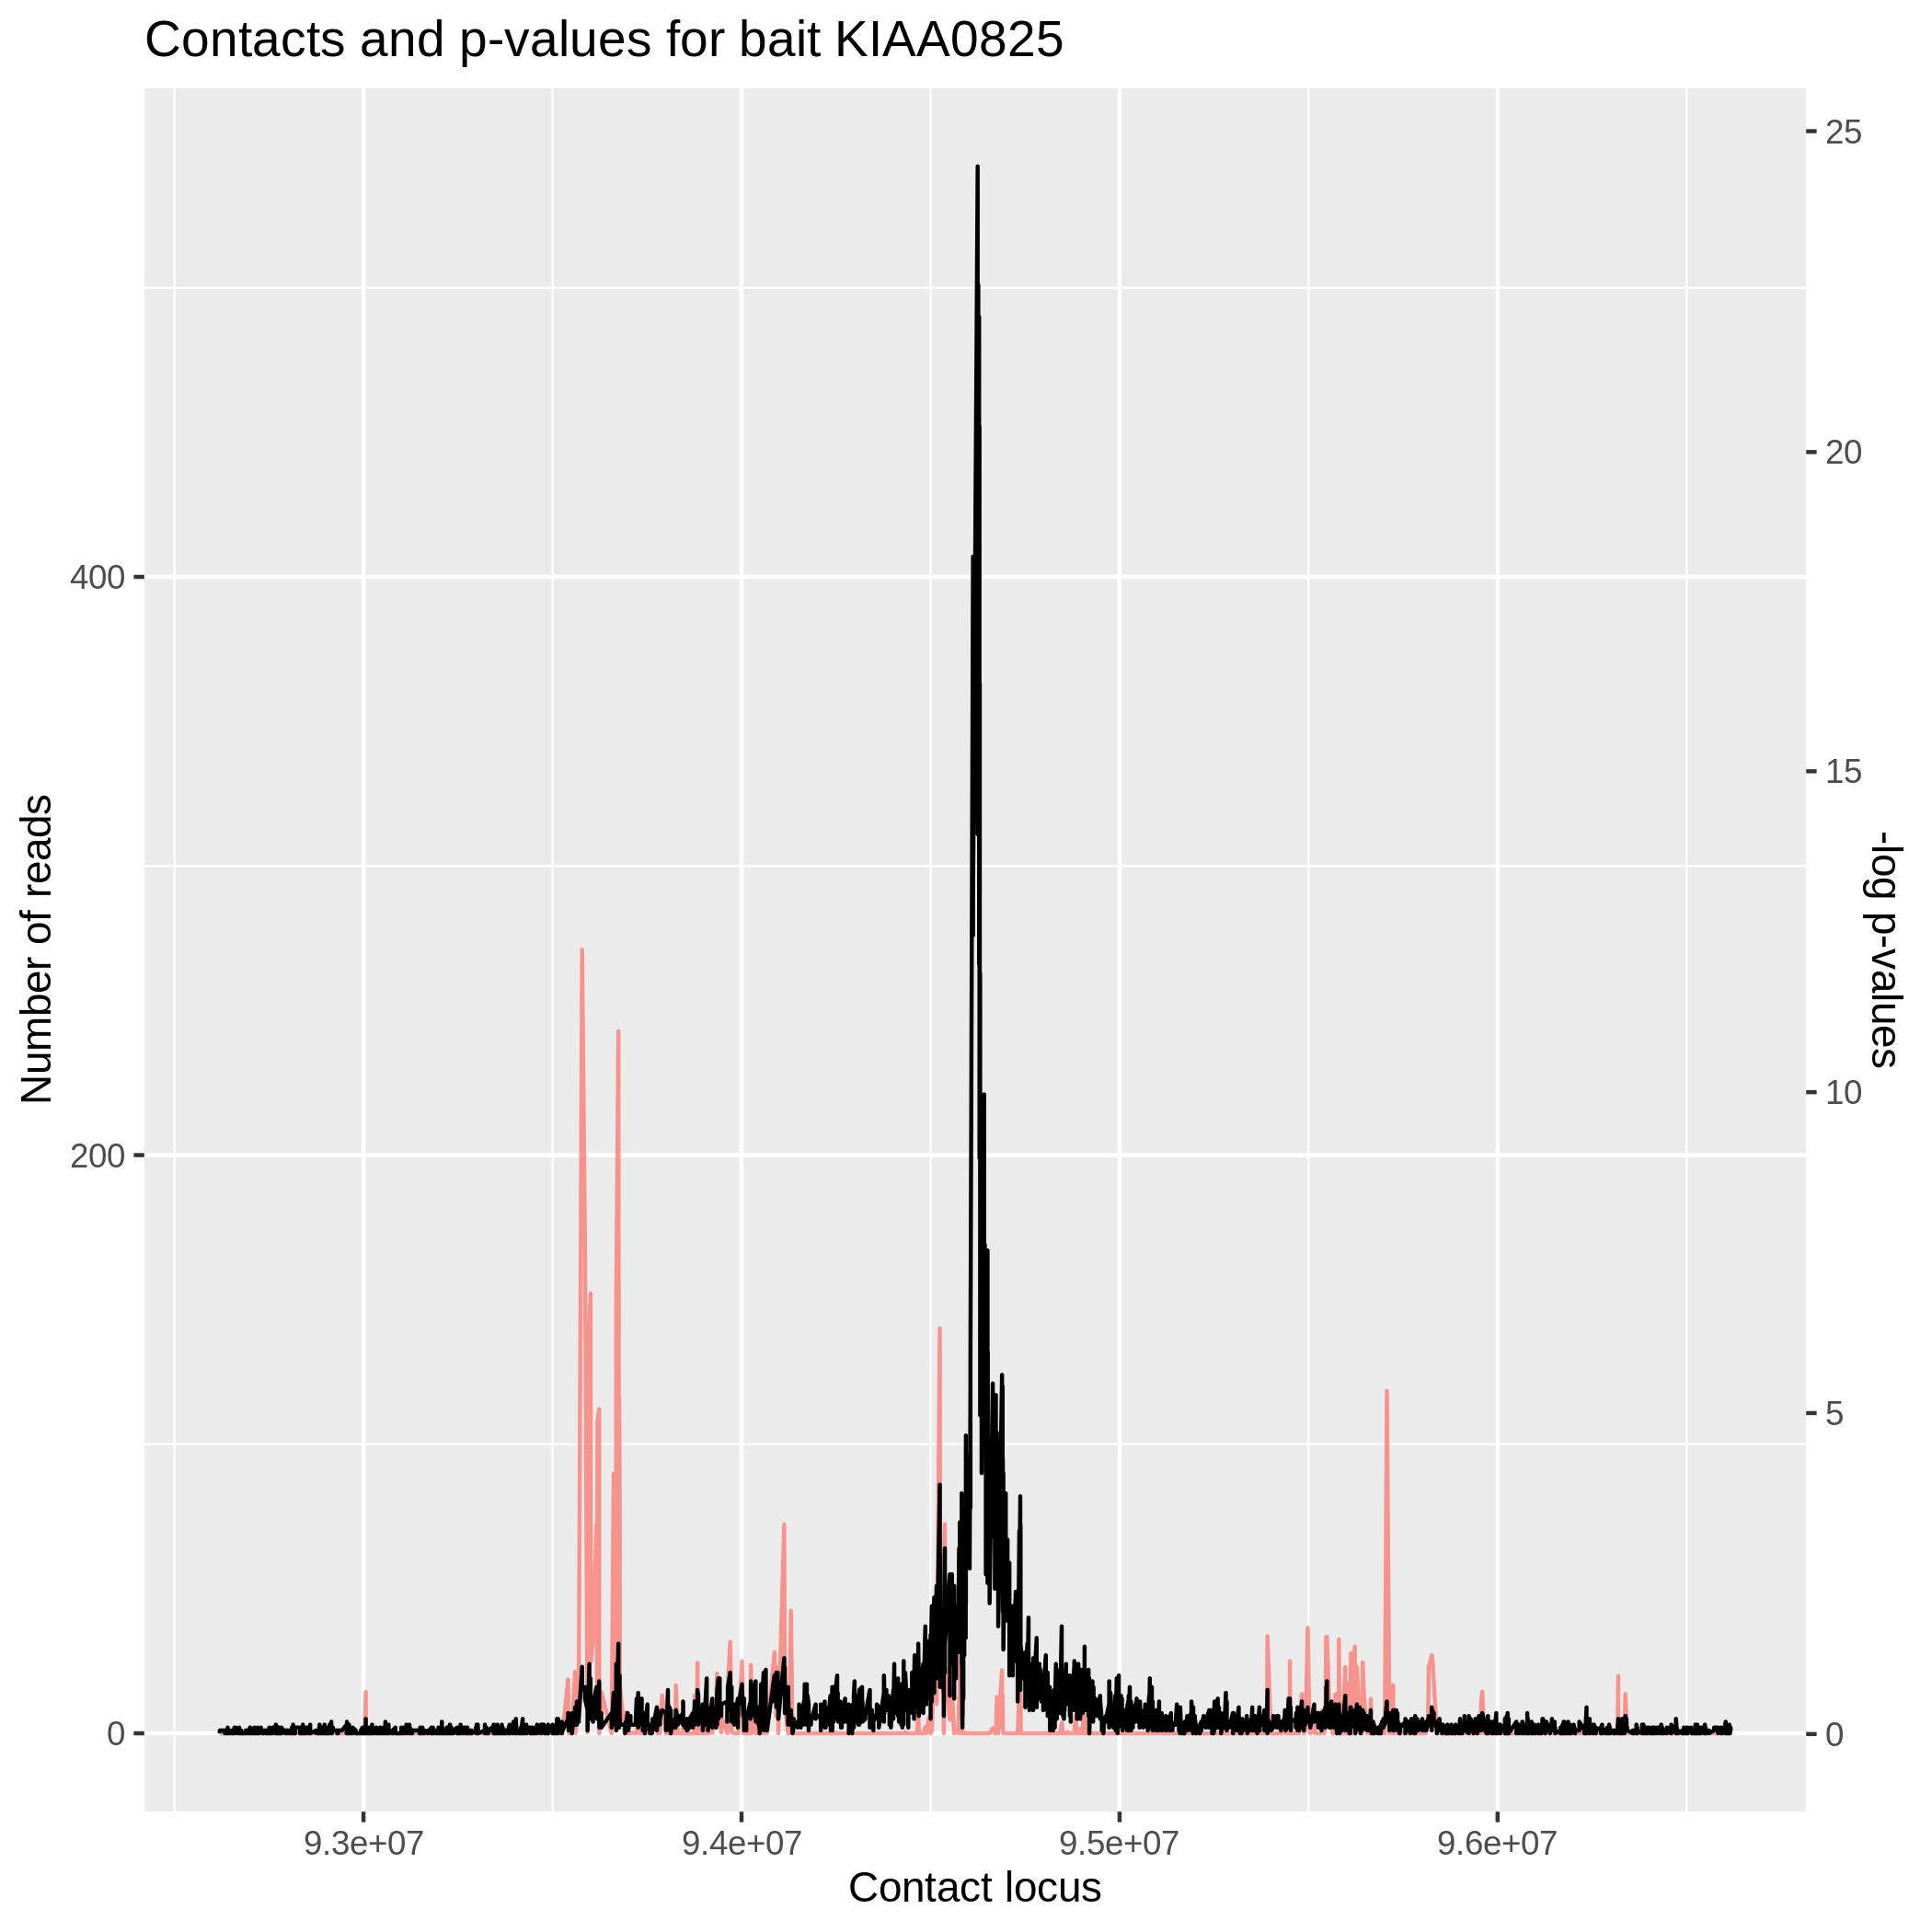 Contacts and p-values for bait KIAA0825
25
20
400
15
Number of reads
-log p-values
10
200
5
0
0
9.3e+07
9.4e+07
9.5e+07
9.6e+07
Contact locus